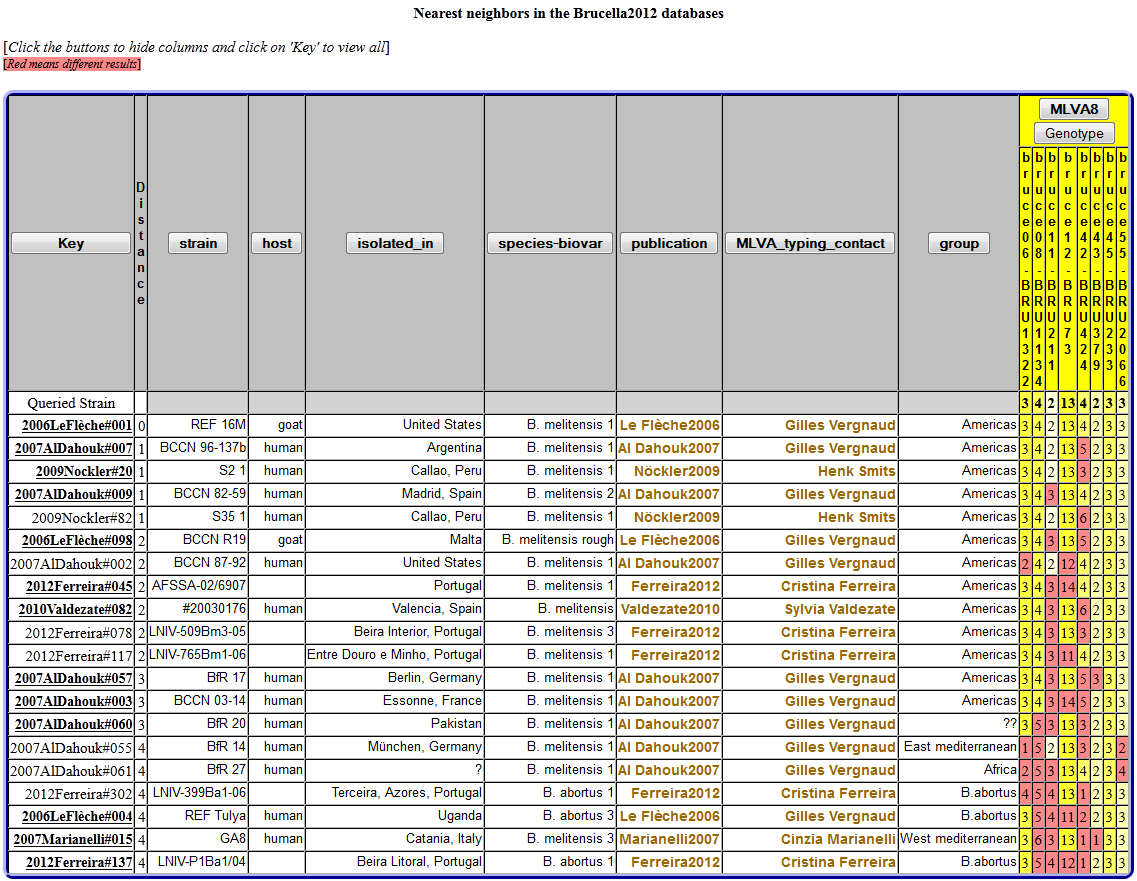 Nearest neighbors in the Brucella2012 databases
[Click the buttons to hide columns and click on 'Key' to view all]
[Red means different results]
Key Distance strain host isolated_in species-biovar publication MLVA_typing_contact group MLVA8
Genotype
bruce06-BRU1322 bruce08-BRU1134 bruce11-BRU211 bruce12-BRU73 bruce42-BRU424 bruce43-BRU379 bruce45-BRU233 bruce55-BRU2066
Queried Strain 3 4 2 13 4 2 3 3
2006LeFlèche#001 0 REF 16M goat United States B. melitensis 1 Le Flèche2006 Gilles Vergnaud Americas 3 4 2 13 4 2 3 3
2007AlDahouk#007 1 BCCN 96-137b human Argentina B. melitensis 1 Al Dahouk2007 Gilles Vergnaud Americas 3 4 2 13 5 2 3 3
2009Nockler#20 1 S2 1 human Callao, Peru B. melitensis 1 Nöckler2009 Henk Smits Americas 3 4 2 13 3 2 3 3
2007AlDahouk#009 1 BCCN 82-59 human Madrid, Spain B. melitensis 2 Al Dahouk2007 Gilles Vergnaud Americas 3 4 3 13 4 2 3 3
2009Nockler#82 1 S35 1 human Callao, Peru B. melitensis 1 Nöckler2009 Henk Smits Americas 3 4 2 13 6 2 3 3
2006LeFlèche#098 2 BCCN R19 goat Malta B. melitensis rough Le Flèche2006 Gilles Vergnaud Americas 3 4 3 13 5 2 3 3
2007AlDahouk#002 2 BCCN 87-92 human United States B. melitensis 1 Al Dahouk2007 Gilles Vergnaud Americas 2 4 2 12 4 2 3 3
2012Ferreira#045 2 AFSSA-02/6907 Portugal B. melitensis 1 Ferreira2012 Cristina Ferreira Americas 3 4 3 14 4 2 3 3
2010Valdezate#082 2 #20030176 human Valencia, Spain B. melitensis Valdezate2010 Sylvia Valdezate Americas 3 4 3 13 6 2 3 3
2012Ferreira#078 2 LNIV-509Bm3-05 Beira Interior, Portugal B. melitensis 3 Ferreira2012 Cristina Ferreira Americas 3 4 3 13 3 2 3 3
2012Ferreira#117 2 LNIV-765Bm1-06 Entre Douro e Minho, Portugal B. melitensis 1 Ferreira2012 Cristina Ferreira Americas 3 4 3 11 4 2 3 3
2007AlDahouk#057 3 BfR 17 human Berlin, Germany B. melitensis 1 Al Dahouk2007 Gilles Vergnaud Americas 3 4 3 13 5 3 3 3
2007AlDahouk#003 3 BCCN 03-14 human Essonne, France B. melitensis 1 Al Dahouk2007 Gilles Vergnaud Americas 3 4 3 14 5 2 3 3
2007AlDahouk#060 3 BfR 20 human Pakistan B. melitensis 1 Al Dahouk2007 Gilles Vergnaud ?? 3 5 3 13 3 2 3 3
2007AlDahouk#055 4 BfR 14 human München, Germany B. melitensis 1 Al Dahouk2007 Gilles Vergnaud East mediterranean 1 5 2 13 3 2 3 2
2007AlDahouk#061 4 BfR 27 human ? B. melitensis 1 Al Dahouk2007 Gilles Vergnaud Africa 2 5 3 13 4 2 3 4
2012Ferreira#302 4 LNIV-399Ba1-06 Terceira, Azores, Portugal B. abortus 1 Ferreira2012 Cristina Ferreira B.abortus 4 5 4 13 1 2 3 3
2006LeFlèche#004 4 REF Tulya human Uganda B. abortus 3 Le Flèche2006 Gilles Vergnaud B.abortus 3 5 4 11 2 2 3 3
2007Marianelli#015 4 GA8 human Catania, Italy B. melitensis 3 Marianelli2007 Cinzia Marianelli West mediterranean 3 6 3 13 1 1 3 3
2012Ferreira#137 4 LNIV-P1Ba1/04 Beira Litoral, Portugal B. abortus 1 Ferreira2012 Cristina Ferreira B.abortus 3 5 4 12 1 2 3 3